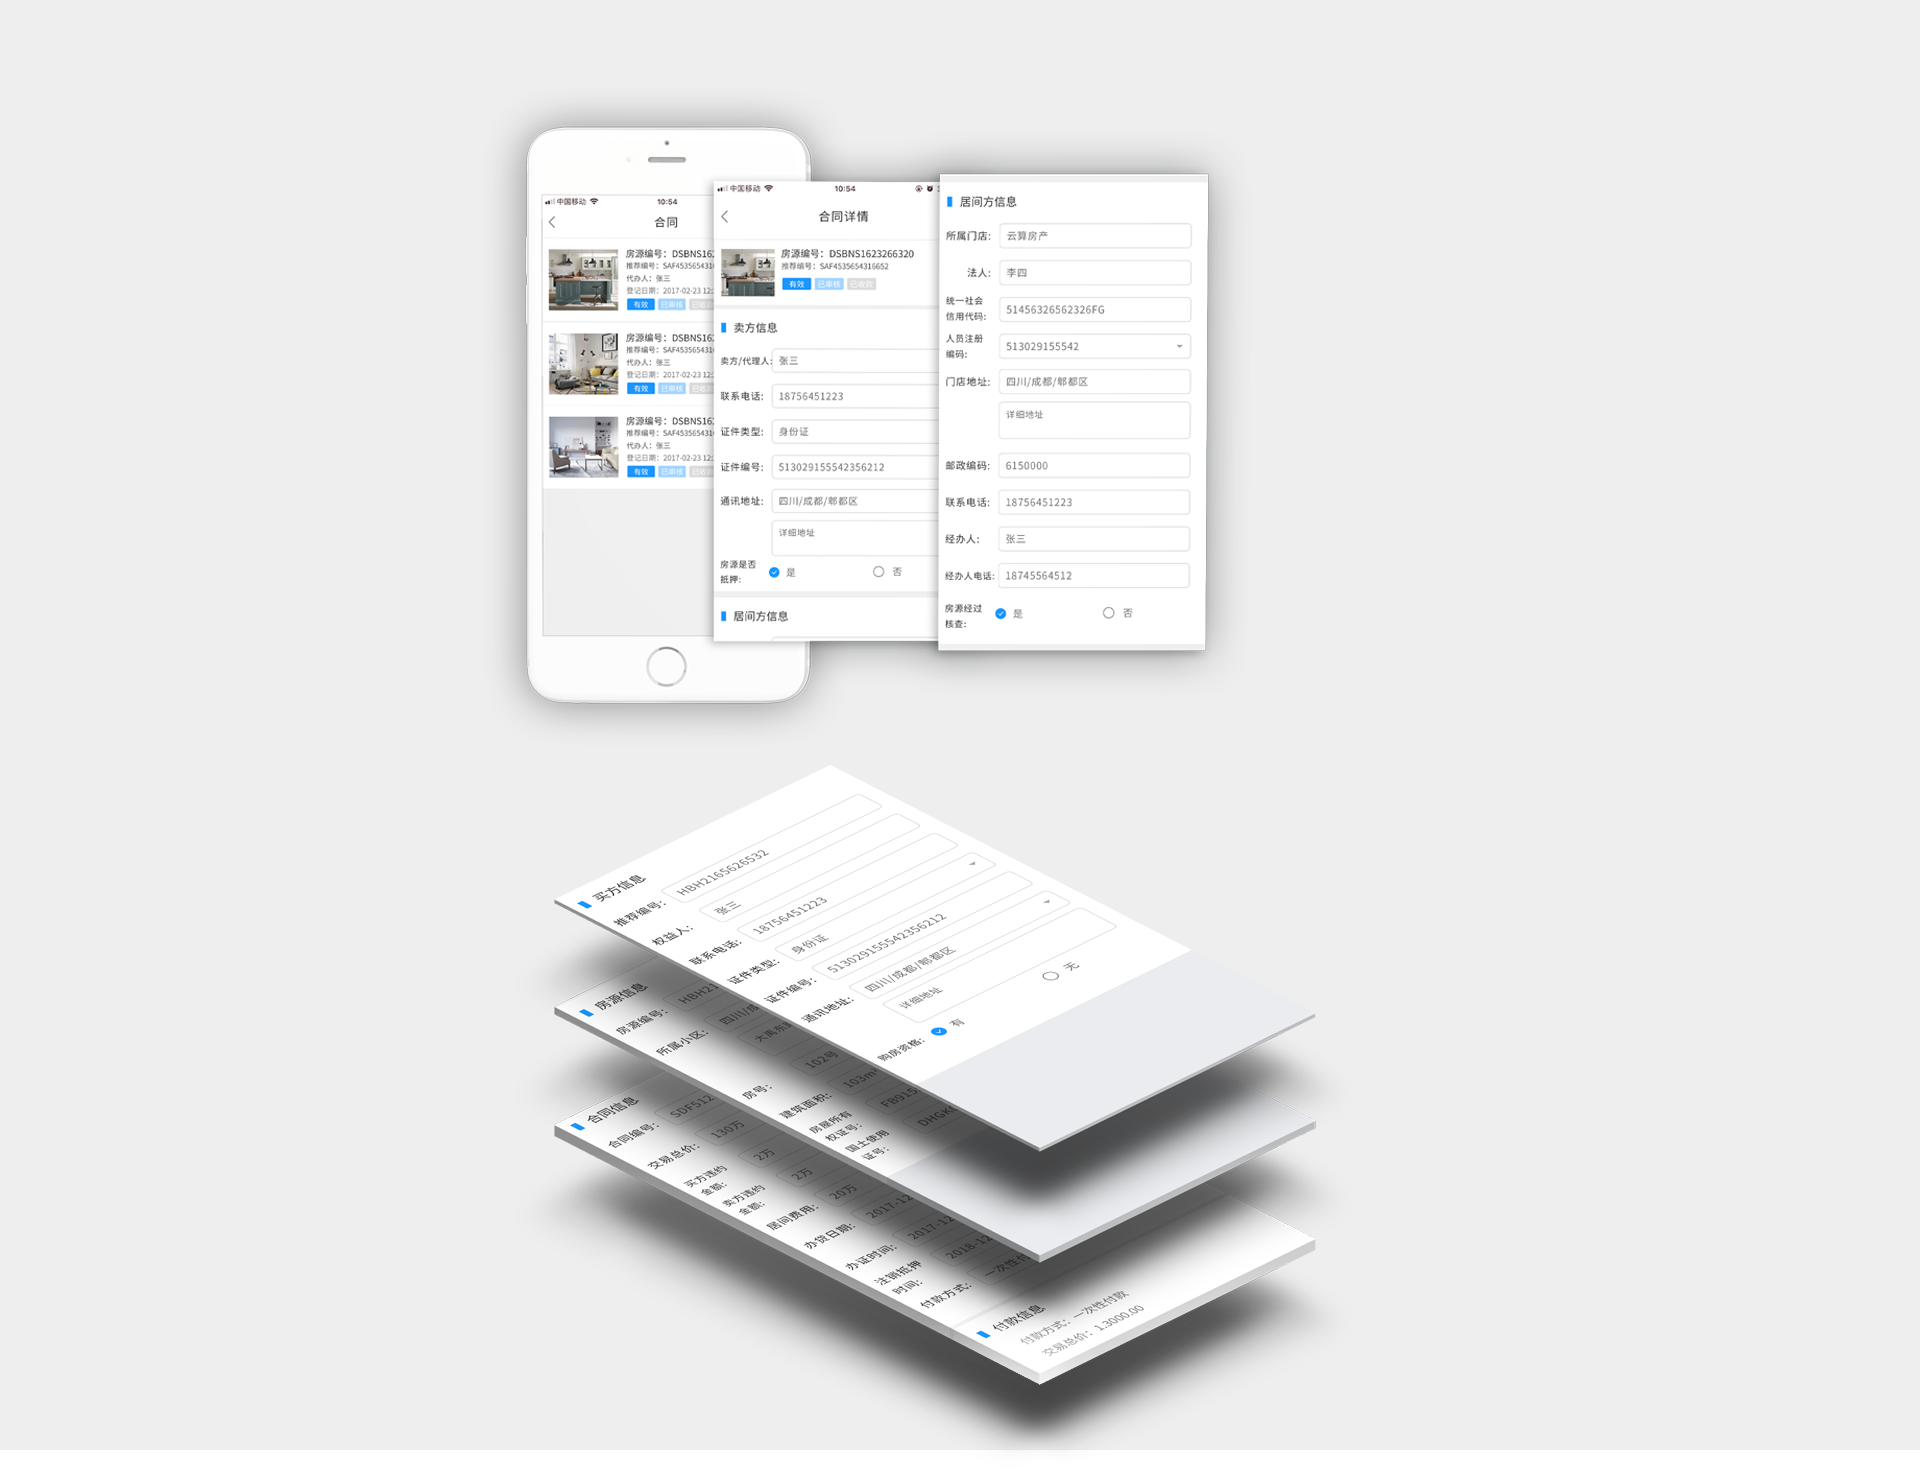 中国移动
10:54
合同
房源编号：DSBNS162
推荐编号：SAF4535654316
代办人：张三
登记日期：2017-02-23 12:
有效 已审核 已收款
房源编号：DSBNS162
推荐编号：SAF4535654316
代办人：张三
登记日期：2017-02-23 12:
有效 已审核 已收款
房源编号：DSBNS162
推荐编号：SAF4535654316
代办人：张三
登记日期：2017-02-23 12:
有效 已审核 已收款
中国移动
10:54
合同详情
房源编号：DSBNS1623266320
推荐编号：SAF4535654316652
有效 已审核 已收款
卖方信息
卖方/代理人: 张三
联系电话: 18756451223
证件类型: 身份证
证件编号: 513029155542356212
通讯地址: 四川/成都/郫都区
详细地址
房源是否
抵押: 是 否
居间方信息
居间方信息
所属门店: 云算房产
法人: 李四
统一社会
信用代码: 51456326562326FG
人员注册
编码: 513029155542
门店地址: 四川/成都/郫都区
详细地址
邮政编码: 6150000
联系电话: 18756451223
经办人: 张三
经办人电话: 18745564512
房源经过
核查: 是 否
买方信息
推荐编号: HBH2165626532
权益人: 张三
联系电话: 18756451223
证件类型: 身份证
证件编号: 513029155542356212
通讯地址: 四川/成都/郫都区
详细地址
购房资格: 有 无
房源信息
房源编号: HBH21
所属小区: 四川/成
大禹东
房号: 102号
建筑面积: 103m²
房屋所有
权证号: FB915
国土使用
证号: DHGK
合同信息
合同编号: SDF512
交易总价: 130万
买方违约
金额: 2万
卖方违约
金额: 2万
居间费用: 20万
办贷日期: 2017-12
办证时间: 2017-12
注销抵押
时间: 2018-12
付款方式: 一次性付
付款信息
付款方式：一次性付款
交易总价：1.3000.00